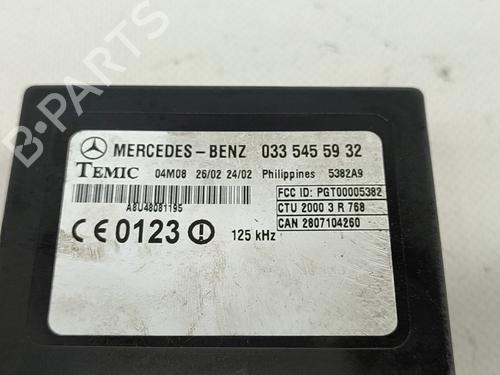 B-PARTS
MERCEDES-BENZ 033 545 59 32
TEMIC 04M08 26/02 24/02 Philippines 5382A9
A8U48081195
FCC ID: PGT00005382
CTU 2000 3 R 768
CAN 2807104260
CE 0123 125 kHz